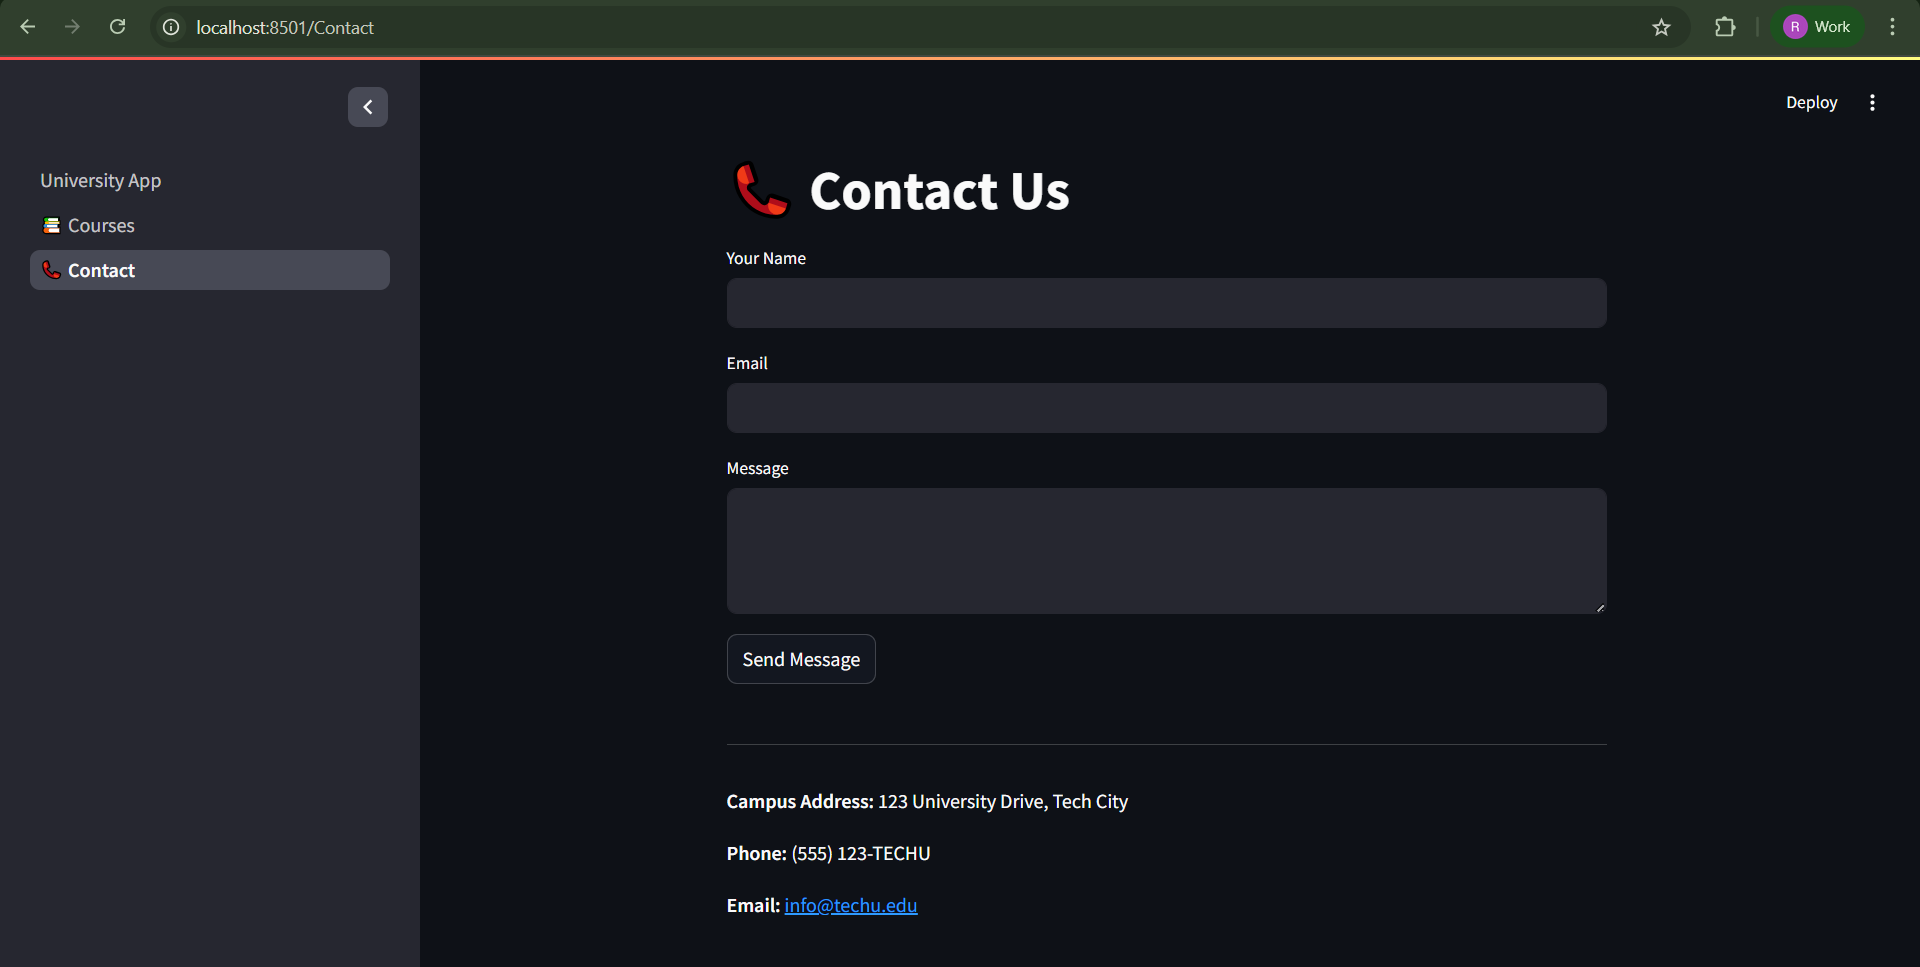 localhost:8501/Contact
R Work
Deploy
University App
Courses
Contact
Contact Us
Your Name
Email
Message
Send Message
Campus Address: 123 University Drive, Tech City
Phone: (555) 123-TECHU
Email: info@techu.edu